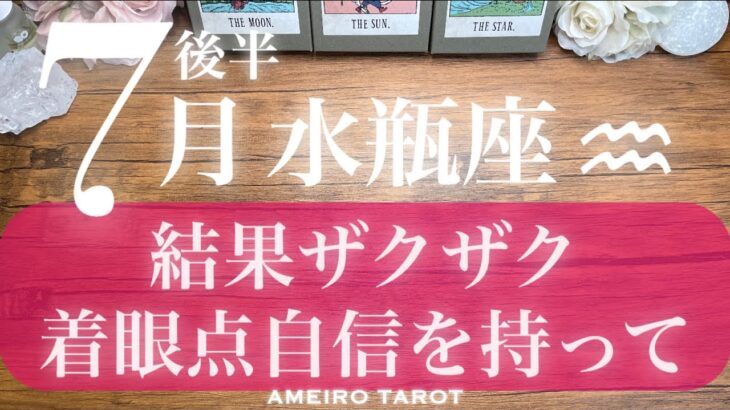 THE MOON.
THE SUN.
THE STAR.
7月後半 水瓶座 ♒
結果ザクザク
着眼点自信を持って
AMEIRO TAROT